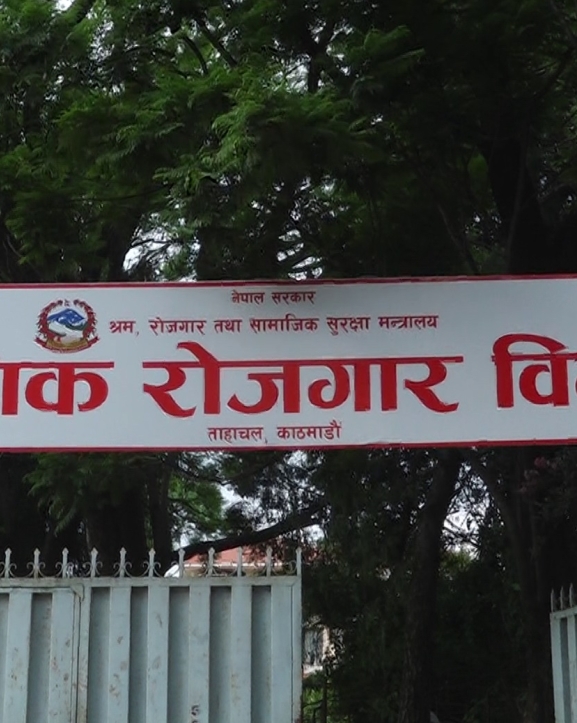 नेपाल सरकार
श्रम, रोजगार तथा सामाजिक सुरक्षा मन्त्रालय
रोजगार
ताहाचल, काठमाडौं